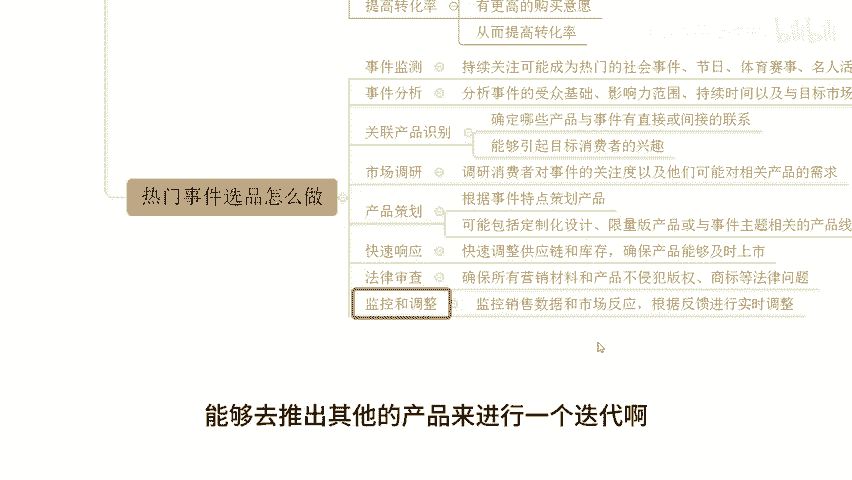 提高转化率 有更高的购买意愿
从而提高转化率
bilibili
事件监测 持续关注可能成为热门的社会事件、节日、体育赛事、名人活
事件分析 分析事件的受众基础、影响力范围、持续时间以及与目标市场
确定哪些产品与事件有直接或间接的联系
关联产品识别
能够引起目标消费者的兴趣
市场调研 调研消费者对事件的关注度以及他们可能对相关产品的需求
热门事件选品怎么做
根据事件特点策划产品
产品策划
可能包括定制化设计、限量版产品或与事件主题相关的产品线
快速响应 快速调整供应链和库存，确保产品能够及时上市
法律审查 确保所有营销材料和产品不侵犯版权、商标等法律问题
监控和调整 监控销售数据和市场反应，根据反馈进行实时调整
能够去推出其他的产品来进行一个迭代啊